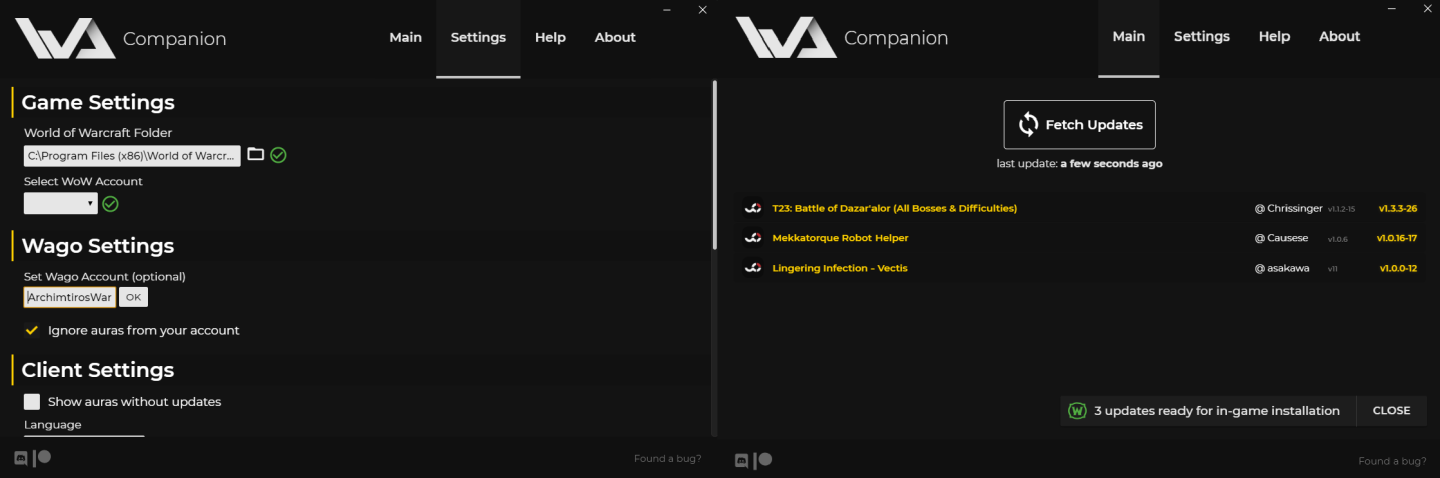 WA Companion
Main
Settings
Help
About
Game Settings
World of Warcraft Folder
C:\Program Files (x86)\World of Warcr...
Select WoW Account
Wago Settings
Set Wago Account (optional)
ArchimtirosWar
OK
Ignore auras from your account
Client Settings
Show auras without updates
Language
Found a bug?
WA Companion
Main
Settings
Help
About
Fetch Updates
last update: a few seconds ago
T23: Battle of Dazar'alor (All Bosses & Difficulties) @ Chrissinger v1.1.2-15 v1.3.3-26
Mekkatorque Robot Helper @ Causese v1.0.6 v1.0.16-17
Lingering Infection - Vectis @ asakawa v11 v1.0.0-12
W 3 updates ready for in-game installation
CLOSE
Found a bug?